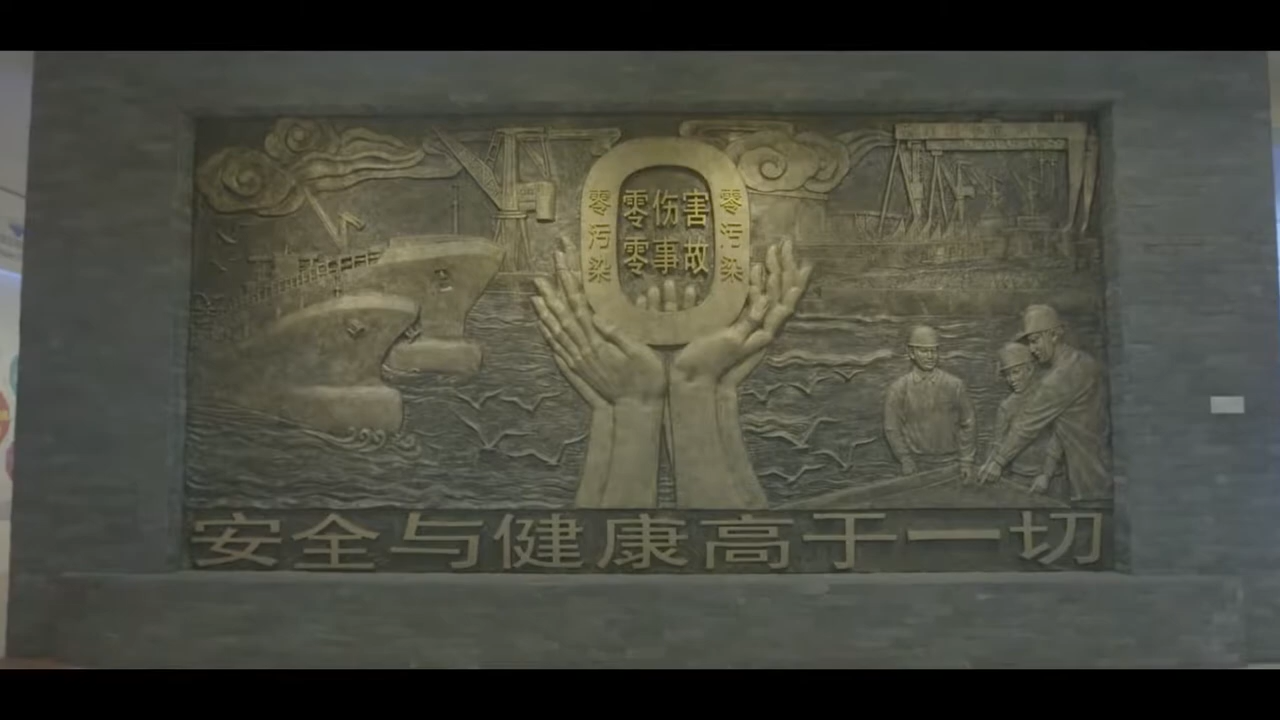 零污染
零伤害
零事故
零污染
安全与健康高于一切